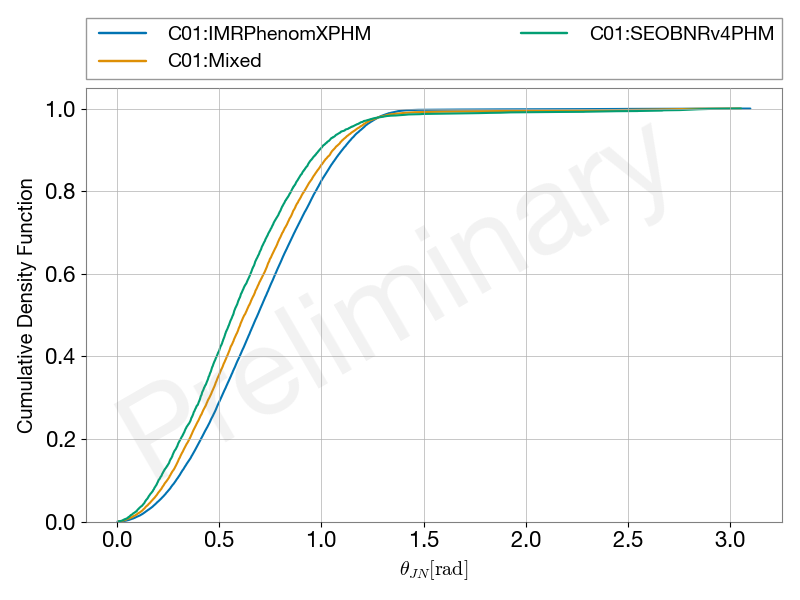 C01:IMRPhenomXPHM
C01:Mixed
C01:SEOBNRv4PHM
Preliminary
Cumulative Density Function
1.0
0.8
0.6
0.4
0.2
0.0
0.0 0.5 1.0 1.5 2.0 2.5 3.0
θ_JN[rad]